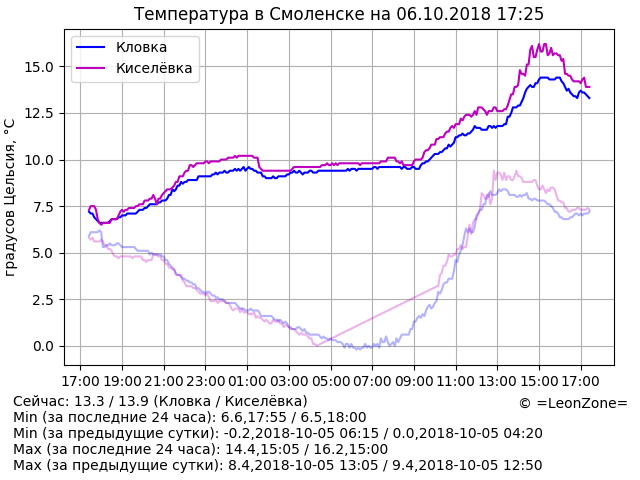 Температура в Смоленске на 06.10.2018 17:25
Кловка
Киселёвка
градусов Цельсия, °C
15.0
12.5
10.0
7.5
5.0
2.5
0.0
17:00 19:00 21:00 23:00 01:00 03:00 05:00 07:00 09:00 11:00 13:00 15:00 17:00
Сейчас: 13.3 / 13.9 (Кловка / Киселёвка)
© =LeonZone=
Min (за последние 24 часа): 6.6,17:55 / 6.5,18:00
Min (за предыдущие сутки): -0.2,2018-10-05 06:15 / 0.0,2018-10-05 04:20
Max (за последние 24 часа): 14.4,15:05 / 16.2,15:00
Max (за предыдущие сутки): 8.4,2018-10-05 13:05 / 9.4,2018-10-05 12:50